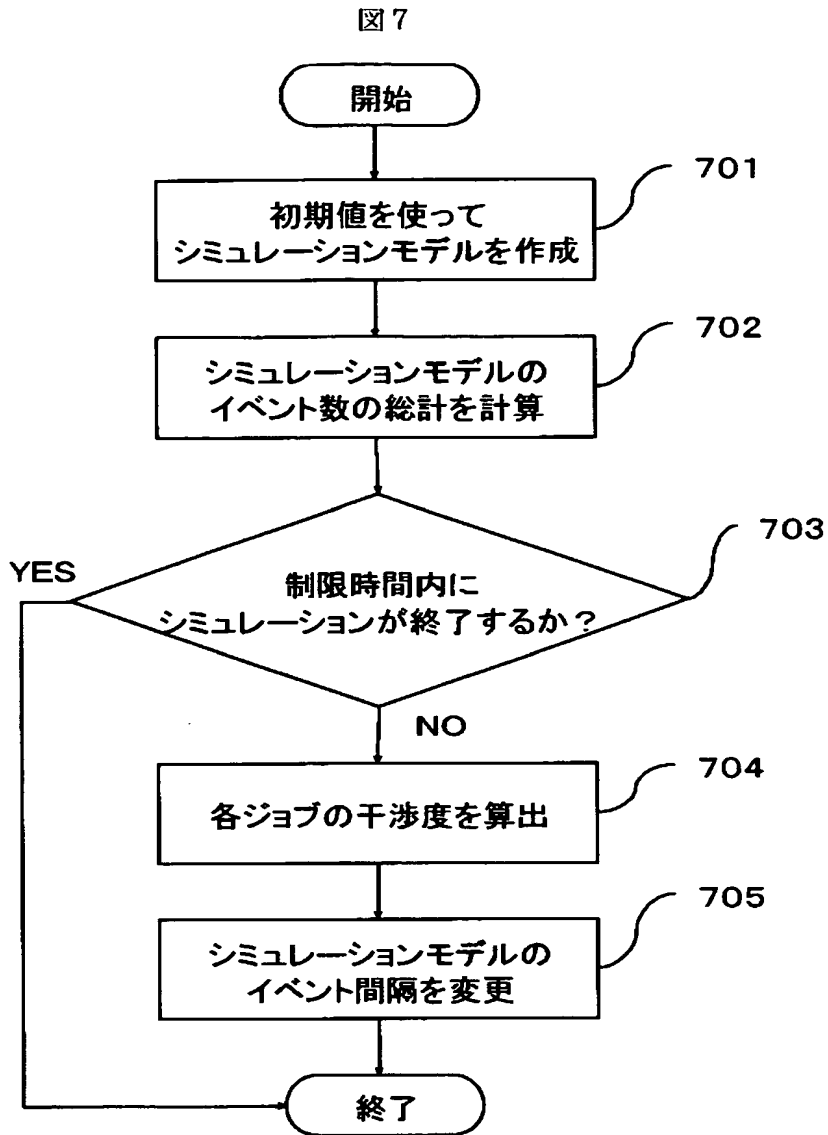 図7
開始
701
初期値を使って
シミュレーションモデルを作成
702
シミュレーションモデルの
イベント数の総計を計算
703
YES
制限時間内に
シミュレーションが終了するか？
NO
704
各ジョブの干渉度を算出
705
シミュレーションモデルの
イベント間隔を変更
終了